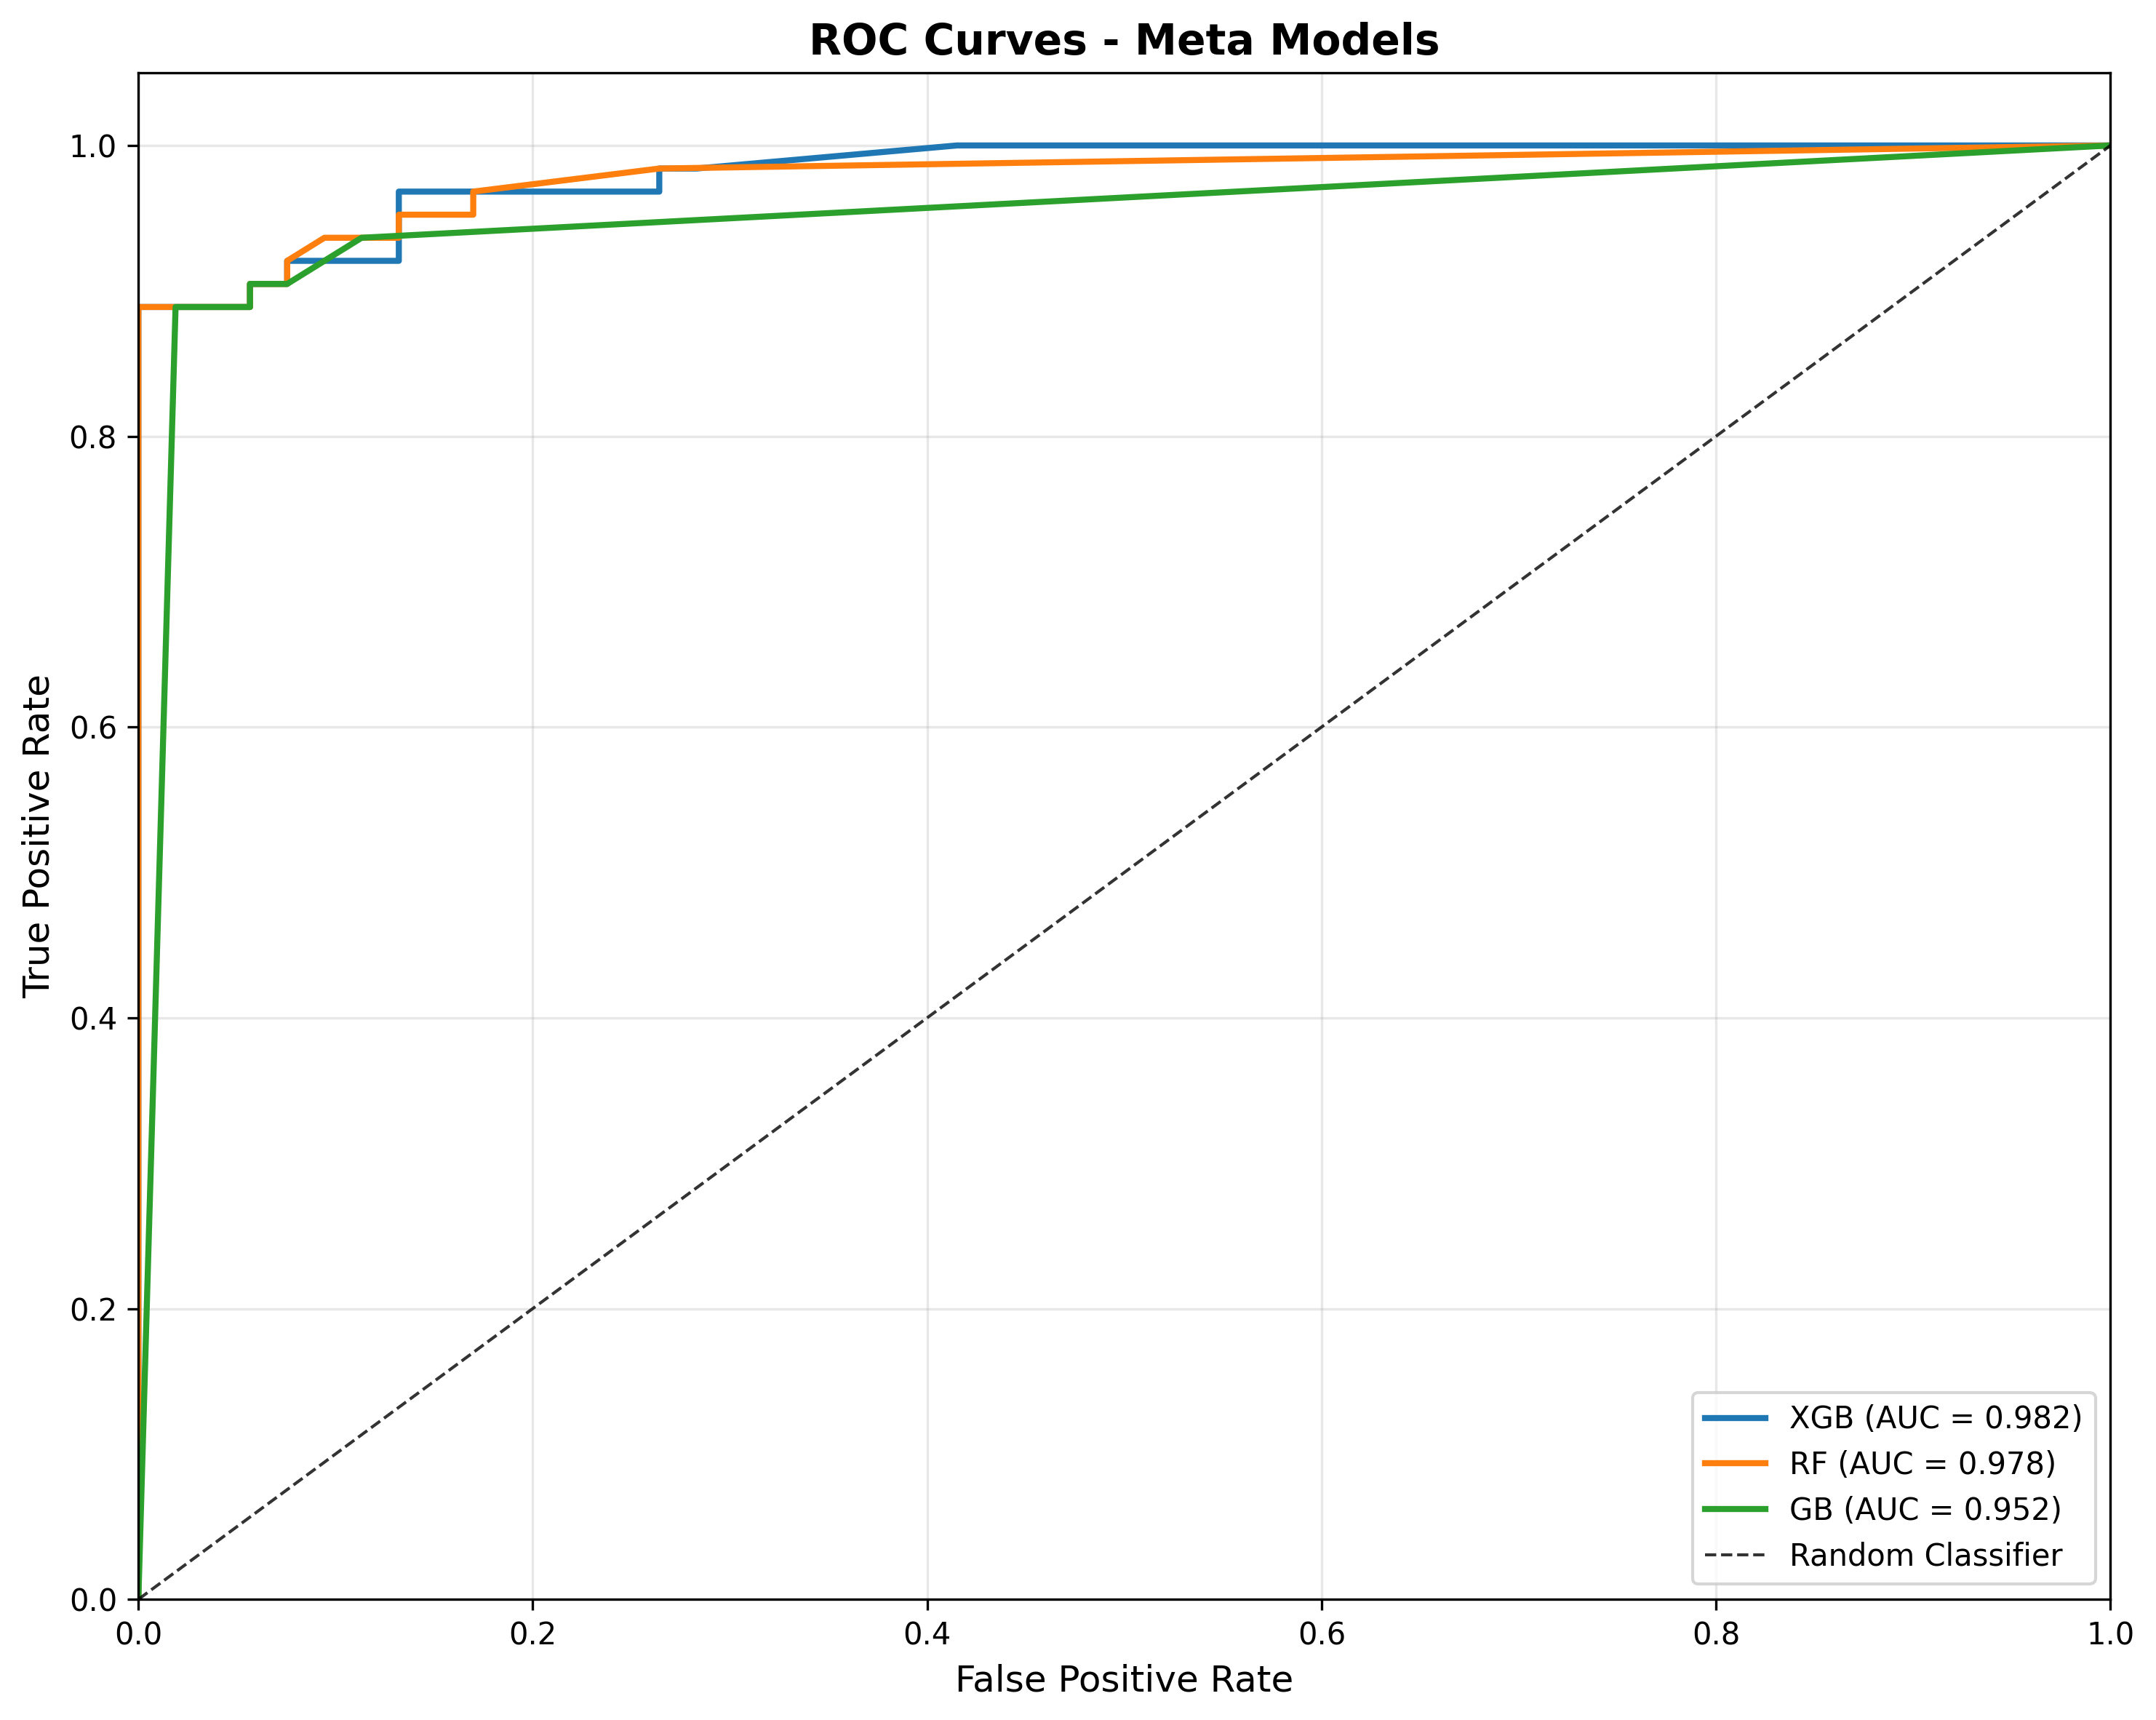 ROC Curves - Meta Models
True Positive Rate
1.0
0.8
0.6
0.4
0.2
0.0
0.0 0.2 0.4 0.6 0.8 1.0
False Positive Rate
XGB (AUC = 0.982)
RF (AUC = 0.978)
GB (AUC = 0.952)
Random Classifier